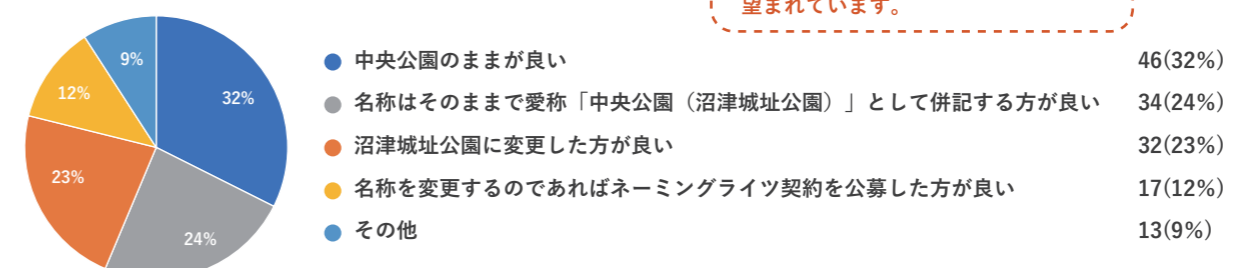 望まれています。
中央公園のままが良い 46(32%)
名称はそのままで愛称「中央公園（沼津城址公園）」として併記する方が良い 34(24%)
沼津城址公園に変更した方が良い 32(23%)
名称を変更するのであればネーミングライツ契約を公募した方が良い 17(12%)
その他 13(9%)
9%
12%
32%
23%
24%